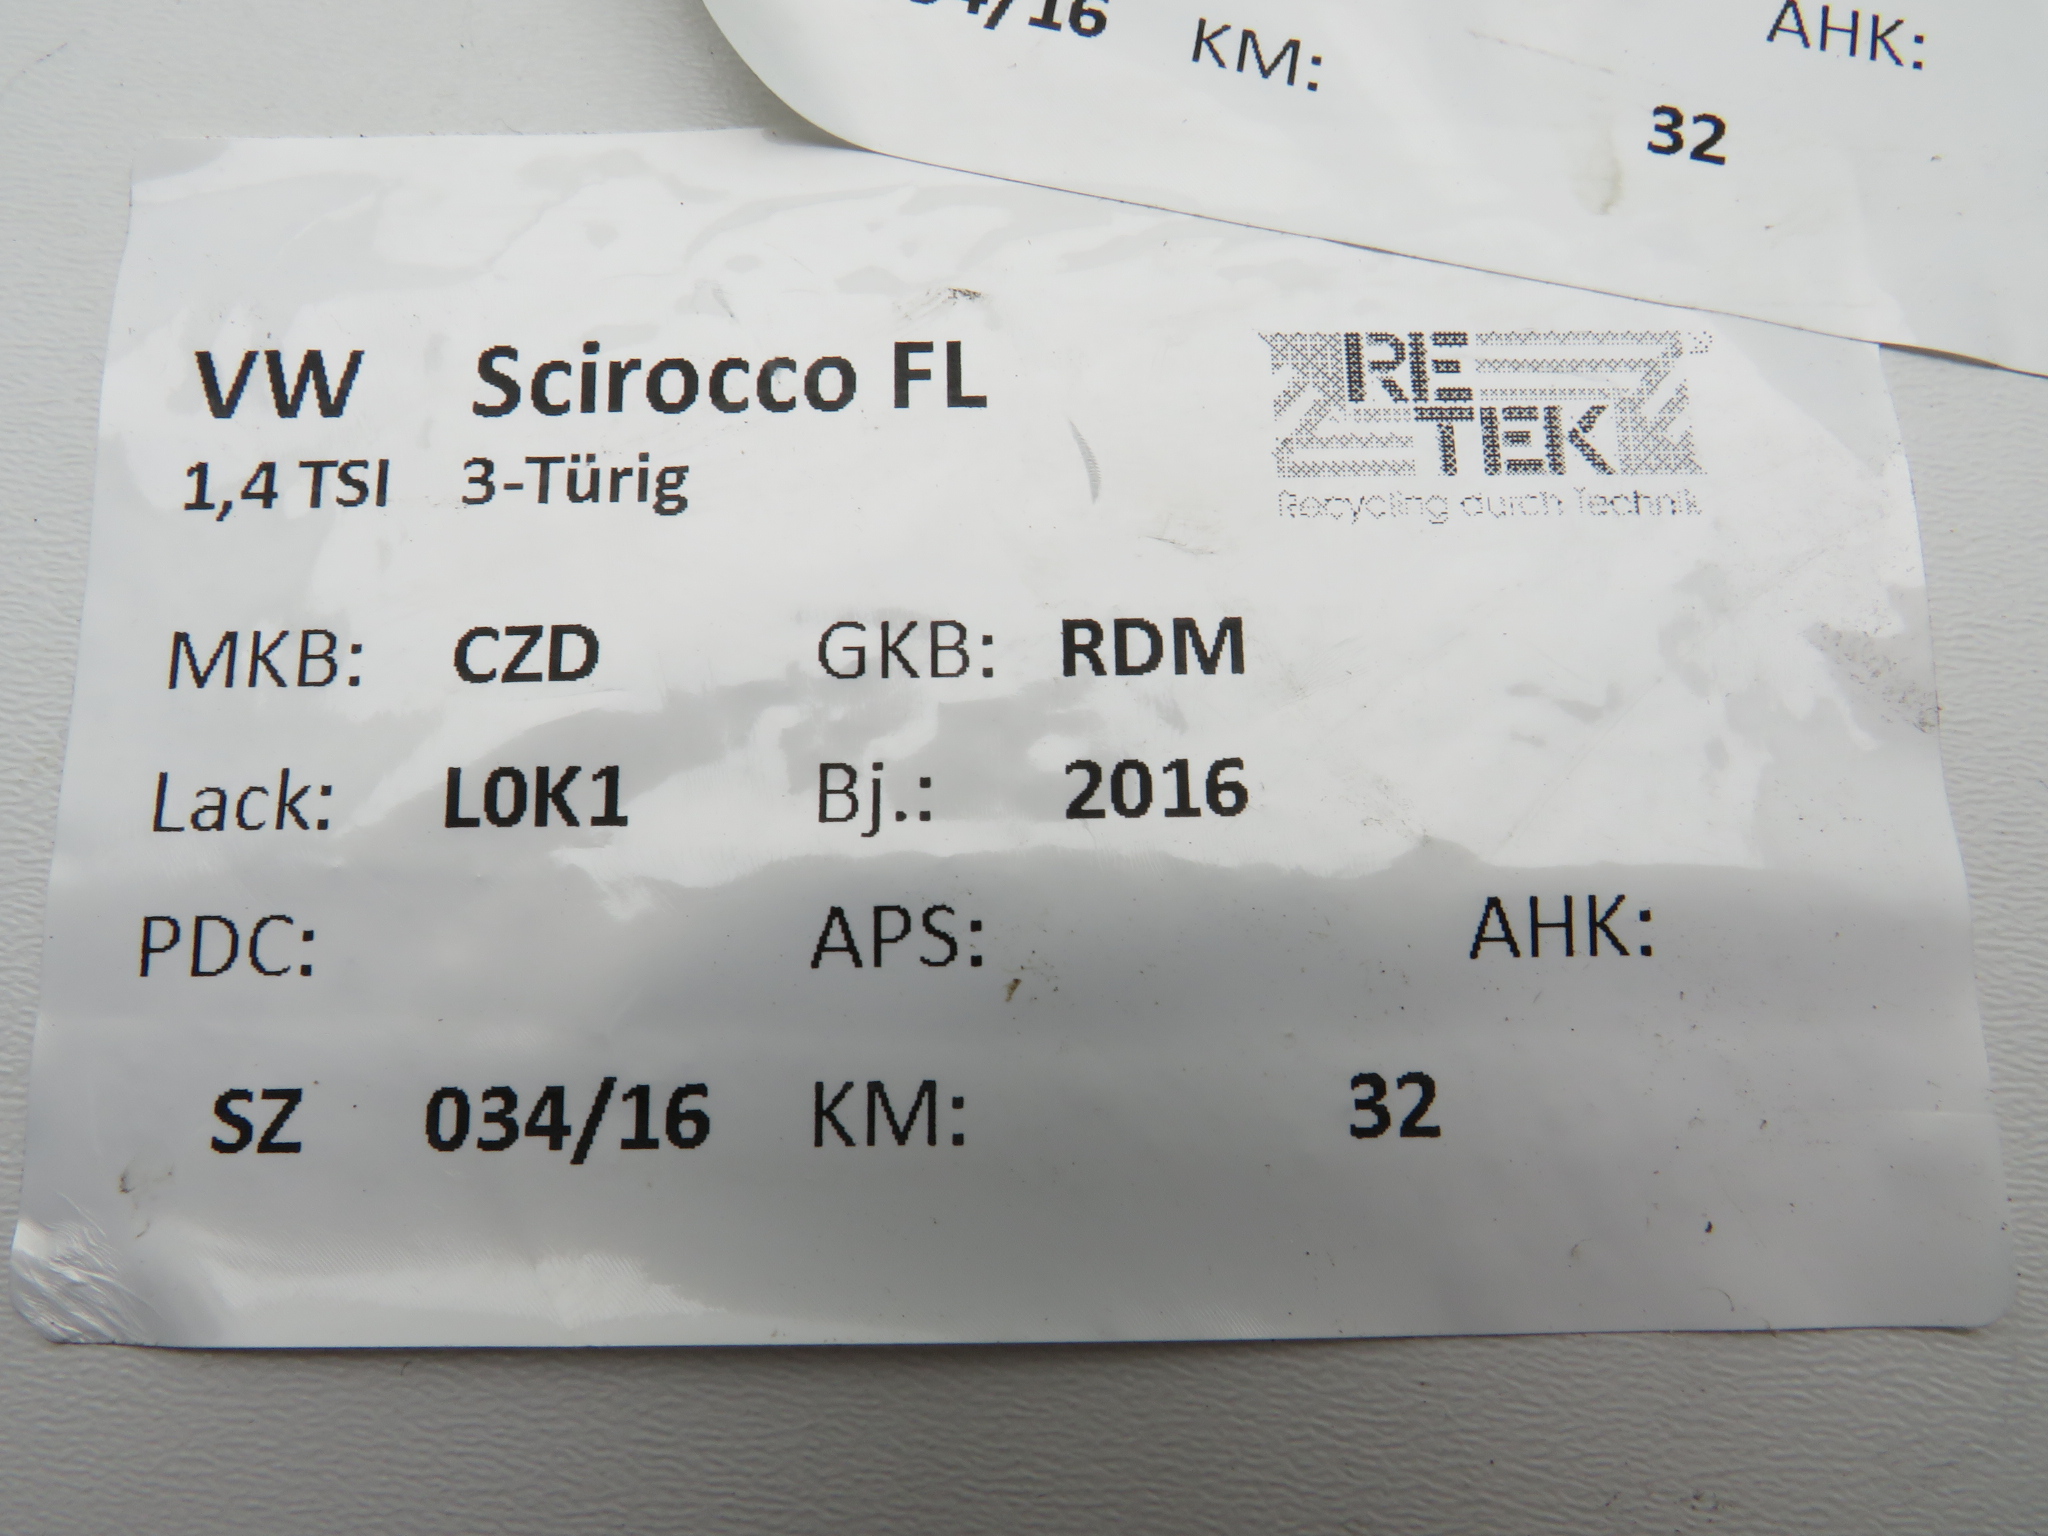 /16 KM: AHK:
32
VW Scirocco FL
1,4 TSI 3-Türig
RE
TEK
Recycling durch Technik
MKB: CZD GKB: RDM
Lack: L0K1 Bj.: 2016
PDC: APS: AHK:
SZ 034/16 KM: 32